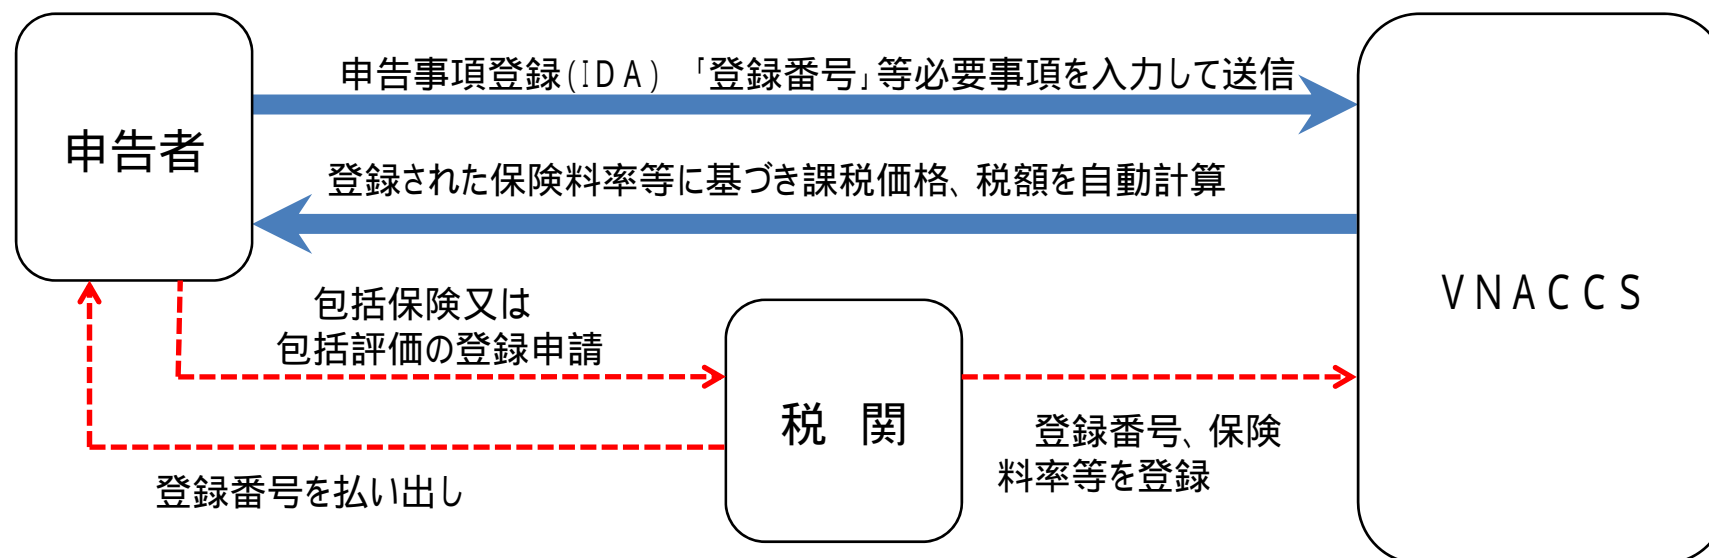 申告事項登録(IDA) 「登録番号」等必要事項を入力して送信
申告者
登録された保険料率等に基づき課税価格、税額を自動計算
VNACCS
包括保険又は
包括評価の登録申請
税 関
登録番号、保険
料率等を登録
登録番号を払い出し